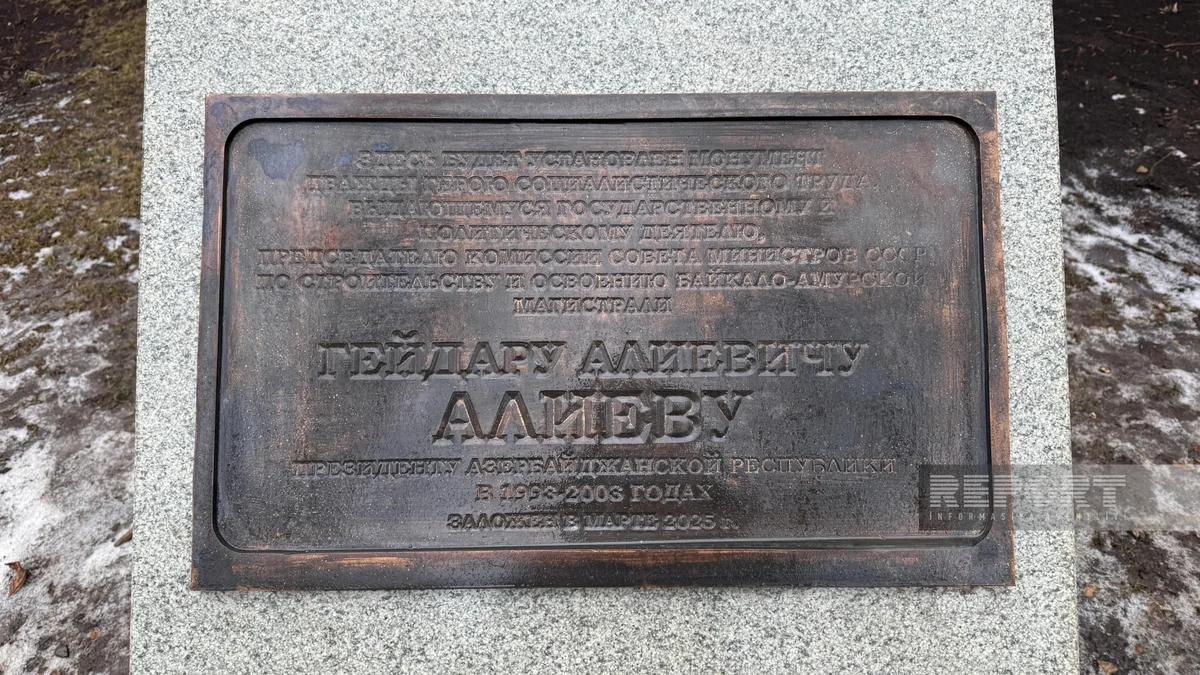 ЗДЕСЬ БУДЕТ УСТАНОВЛЕН МОНУМЕНТ
ДВАЖДЫ ГЕРОЮ СОЦИАЛИСТИЧЕСКОГО ТРУДА,
ВЫДАЮЩЕМУСЯ ГОСУДАРСТВЕННОМУ И
ПОЛИТИЧЕСКОМУ ДЕЯТЕЛЮ,
ПРЕДСЕДАТЕЛЮ КОМИССИИ СОВЕТА МИНИСТРОВ СССР
ПО СТРОИТЕЛЬСТВУ И ОСВОЕНИЮ БАЙКАЛО-АМУРСКОЙ
МАГИСТРАЛИ
ГЕЙДАРУ АЛИЕВИЧУ
АЛИЕВУ
ПРЕЗИДЕНТУ АЗЕРБАЙДЖАНСКОЙ РЕСПУБЛИКИ
В 1993-2003 ГОДАХ
ЗАЛОЖЕН В МАРТЕ 2025 г.
REPORT